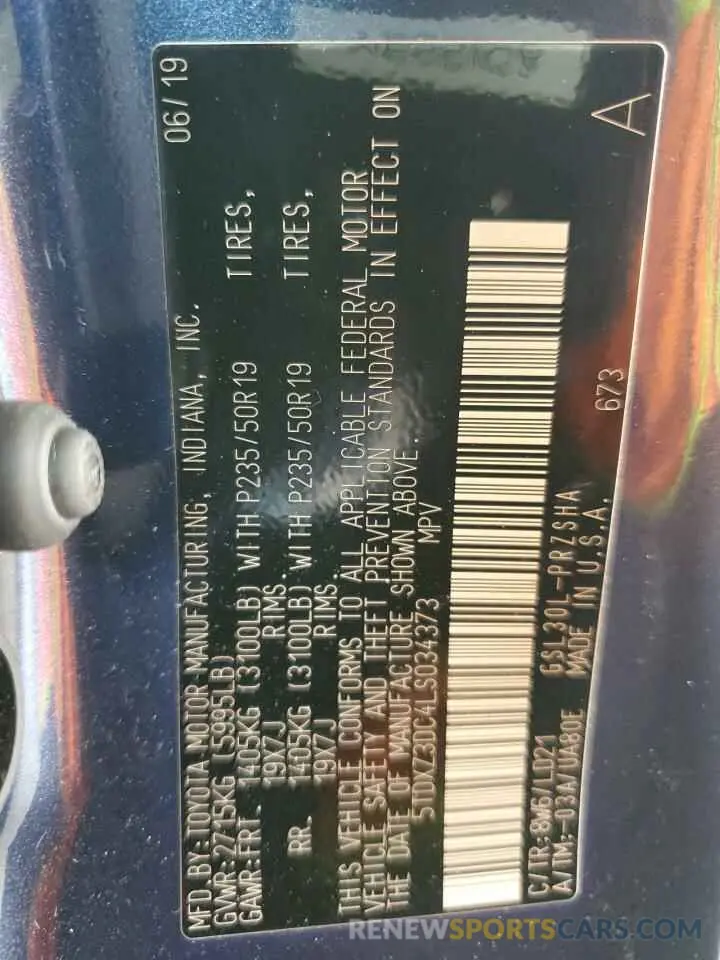 MFD. BY: TOYOTA MOTOR MANUFACTURING, INDIANA, INC. 06/19
GVWR: 2715KG (5995LB)
GAWR: FRT. 1405KG (3100LB) WITH P235/50R19 TIRES,
19X7J RIMS.
RR. 1405KG (3100LB) WITH P235/50R19 TIRES,
19X7J RIMS.
THIS VEHICLE CONFORMS TO ALL APPLICABLE FEDERAL MOTOR
VEHICLE SAFETY AND THEFT PREVENTION STANDARDS IN EFFECT ON
THE DATE OF MANUFACTURE SHOWN ABOVE.
5TDXZ3DC4LS034373 MPV
C/TR: 8W6/LD21 GSL30L-PRZSHA 673
A/TM: -03A/UA80E MADE IN U.S.A. A
RENEWSPORTSCARS.COM